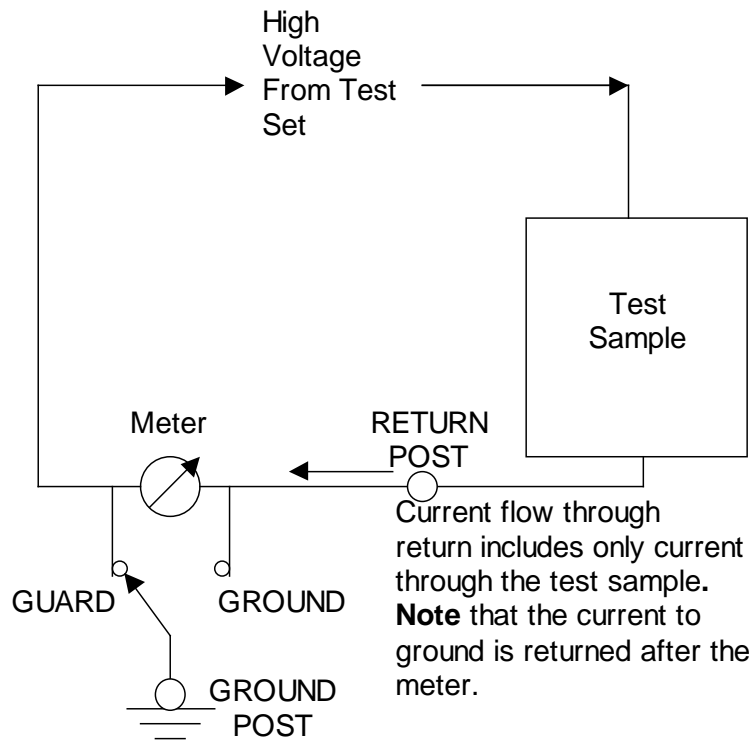 High
Voltage
From Test
Set
Test
Sample
Meter
RETURN
POST
Current flow through
return includes only current
through the test sample.
Note that the current to
ground is returned after the
meter.
GUARD
GROUND
GROUND
POST